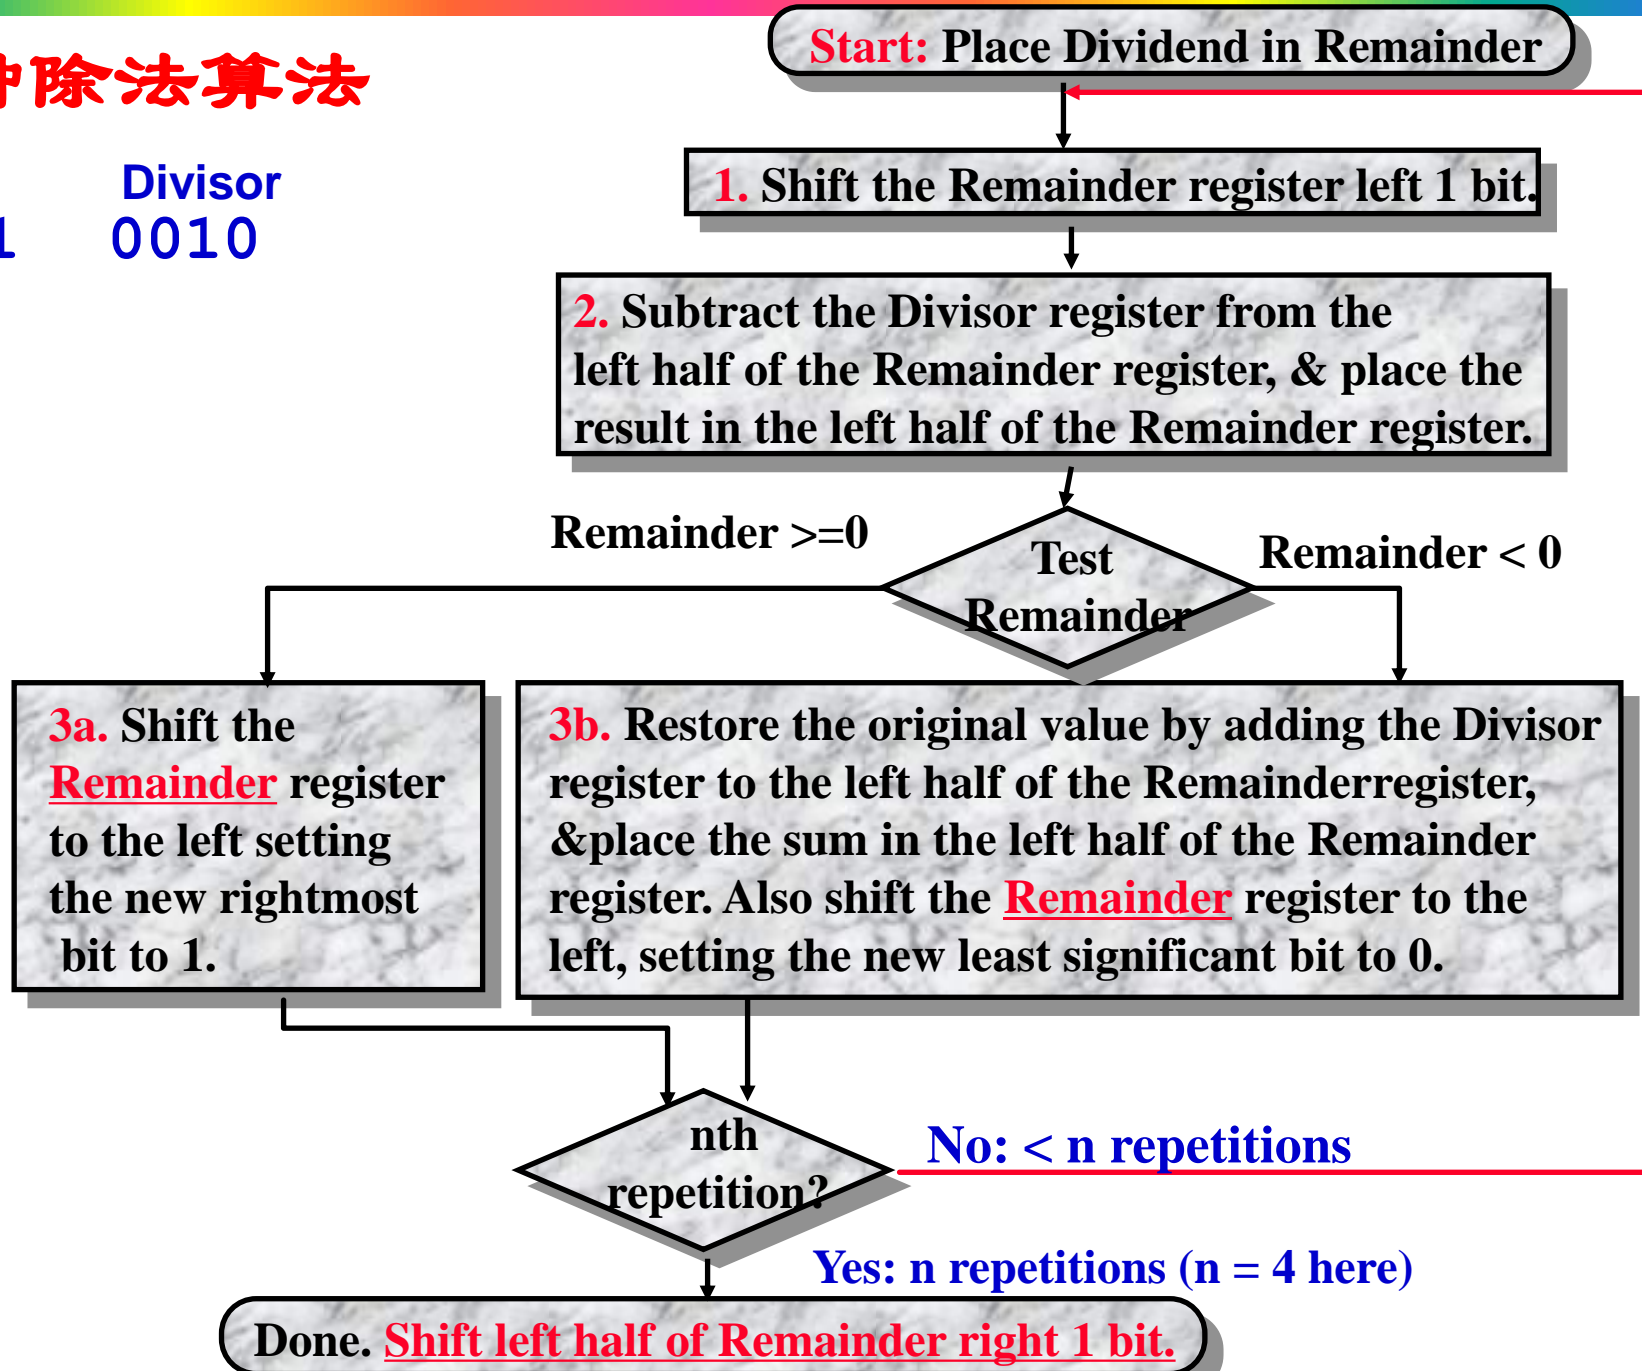 除法算法
Divisor
1 0010
Start: Place Dividend in Remainder
1. Shift the Remainder register left 1 bit.
2. Subtract the Divisor register from the
left half of the Remainder register, & place the
result in the left half of the Remainder register.
Remainder >=0
Test
Remainder
Remainder < 0
3a. Shift the
Remainder register
to the left setting
the new rightmost
bit to 1.
3b. Restore the original value by adding the Divisor
register to the left half of the Remainderregister,
&place the sum in the left half of the Remainder
register. Also shift the Remainder register to the
left, setting the new least significant bit to 0.
nth
repetition?
No: < n repetitions
Yes: n repetitions (n = 4 here)
Done. Shift left half of Remainder right 1 bit.